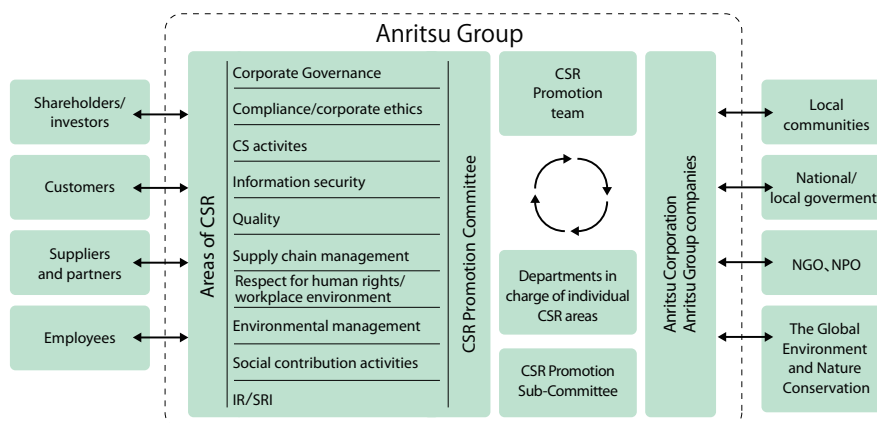 Anritsu Group
Shareholders/
investors
Customers
Suppliers
and partners
Employees
Areas of CSR
Corporate Governance
Compliance/corporate ethics
CS activites
Information security
Quality
Supply chain management
Respect for human rights/
workplace environment
Environmental management
Social contribution activities
IR/SRI
CSR Promotion Committee
CSR
Promotion
team
Departments in
charge of individual
CSR areas
CSR Promotion
Sub-Committee
Anritsu Corporation
Anritsu Group companies
Local
communities
National/
local goverment
NGO、NPO
The Global
Environment
and Nature
Conservation